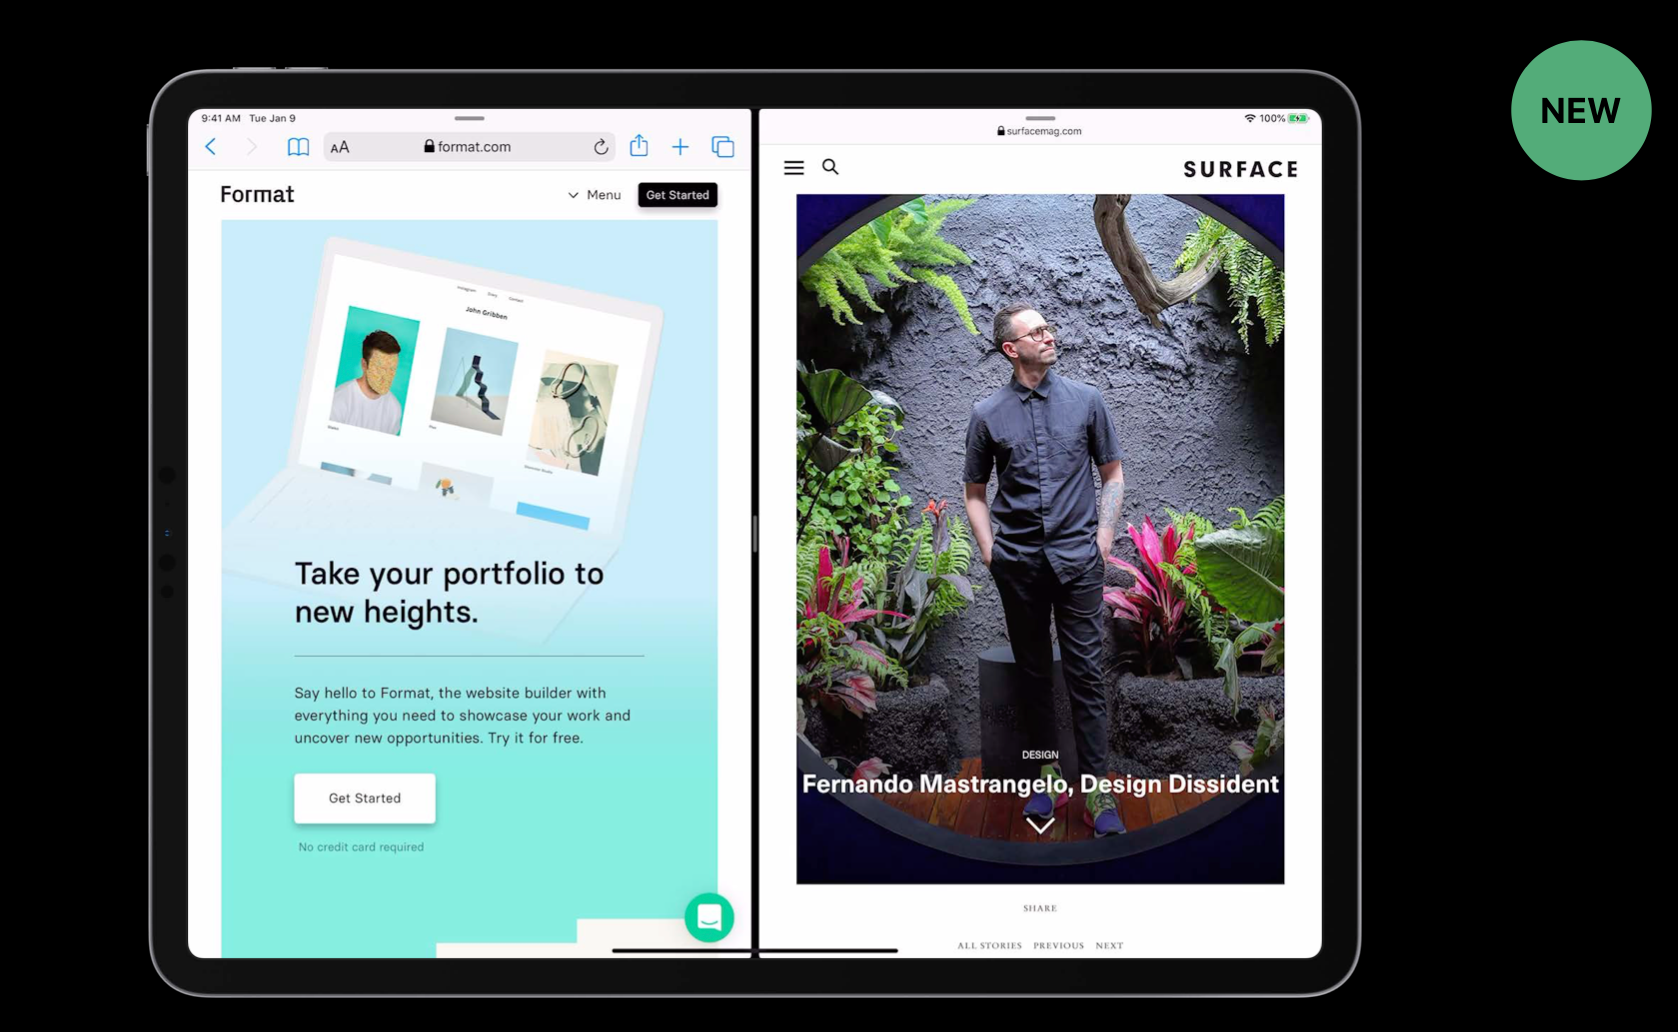 NEW
9:41 AM Tue Jan 9
AA
format.com
Format
Menu
Get Started
Instagram Diary Contact
John Gribben
Take your portfolio to
new heights.
Say hello to Format, the website builder with
everything you need to showcase your work and
uncover new opportunities. Try it for free.
Get Started
No credit card required
100%
surfacemag.com
SURFACE
DESIGN
Fernando Mastrangelo, Design Dissident
SHARE
ALL STORIES PREVIOUS NEXT